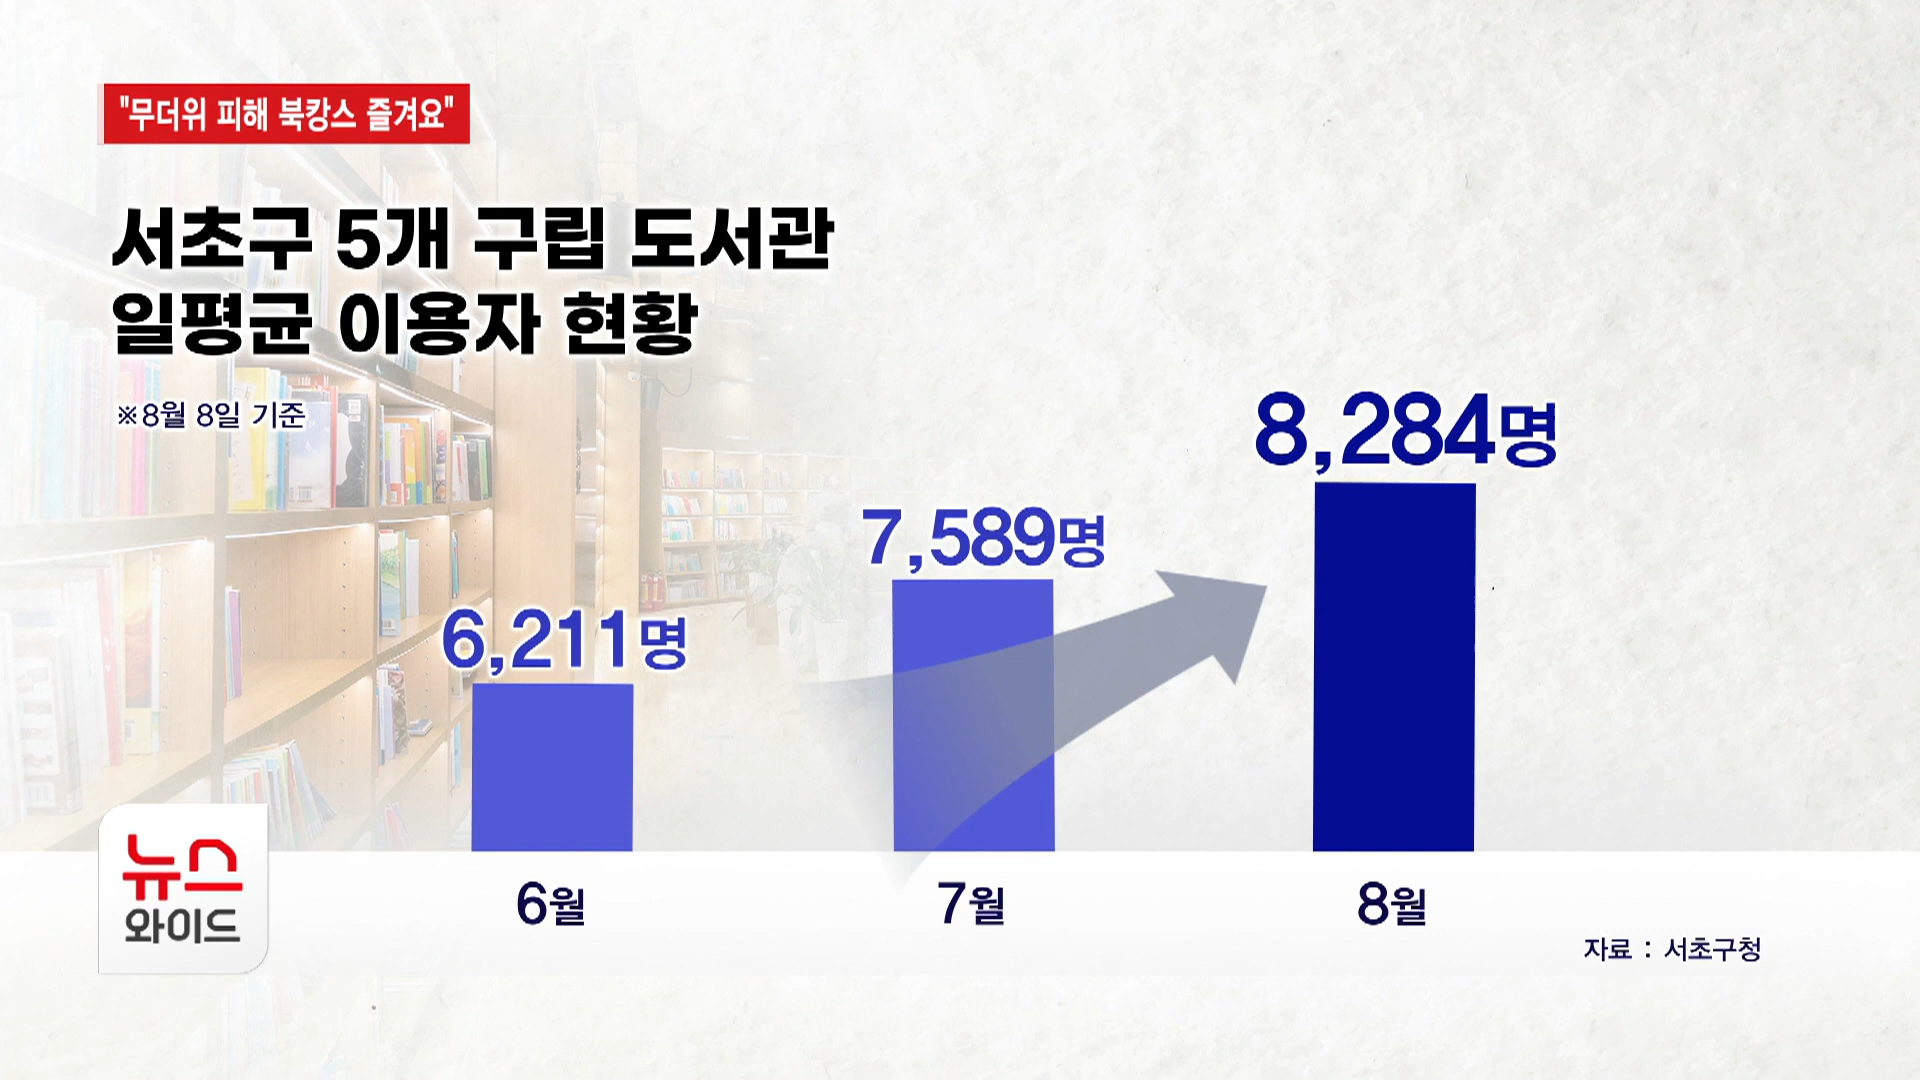 "무더위 피해 북캉스 즐겨요"
서초구 5개 구립 도서관
일평균 이용자 현황
※8월 8일 기준
6,211명
7,589명
8,284명
6월
7월
8월
자료 : 서초구청
뉴스
와이드